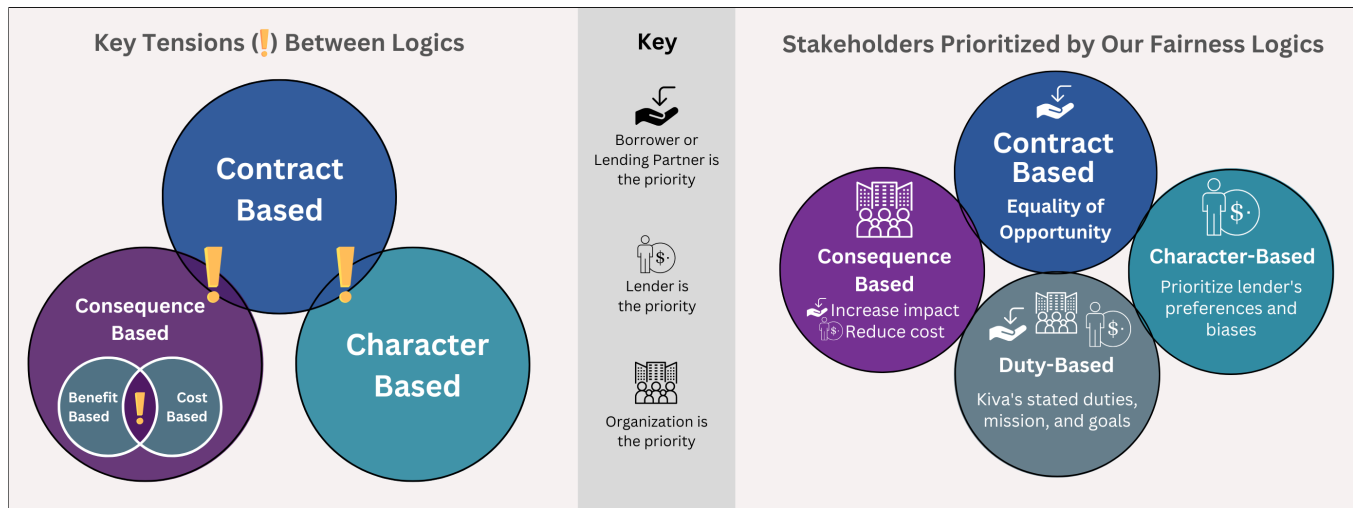 Key Tensions (!) Between Logics
Contract
Based
!
!
Consequence
Based
Benefit
Based
!
Cost
Based
Character
Based
Key
Borrower or
Lending Partner is
the priority
$
Lender is
the priority
Organization is
the priority
Stakeholders Prioritized by Our Fairness Logics
Contract
Based
Equality of
Opportunity
Consequence
Based
Increase impact
$
Reduce cost
$
Character-Based
Prioritize lender's
preferences and
biases
$
Duty-Based
Kiva's stated duties,
mission, and goals